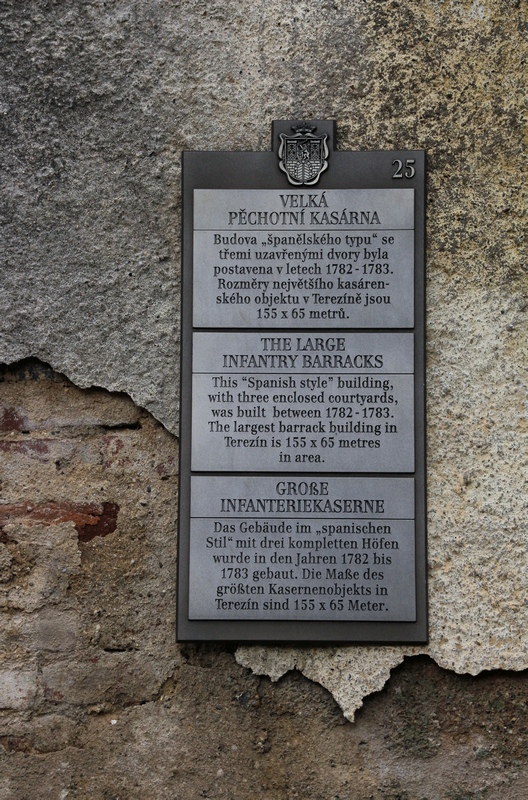 25
VELKÁ
PĚCHOTNÍ KASÁRNA
Budova „španělského typu“ se
třemi uzavřenými dvory byla
postavena v letech 1782 - 1783.
Rozměry největšího kasáren-
ského objektu v Terezíně jsou
155 x 65 metrů.
THE LARGE
INFANTRY BARRACKS
This “Spanish style” building,
with three enclosed courtyards,
was built between 1782 - 1783.
The largest barrack building in
Terezín is 155 x 65 metres
in area.
GROßE
INFANTERIEKASERNE
Das Gebäude im „spanischen
Stil“ mit drei kompletten Höfen
wurde in den Jahren 1782 bis
1783 gebaut. Die Maße des
größten Kasernenobjekts in
Terezín sind 155 x 65 Meter.